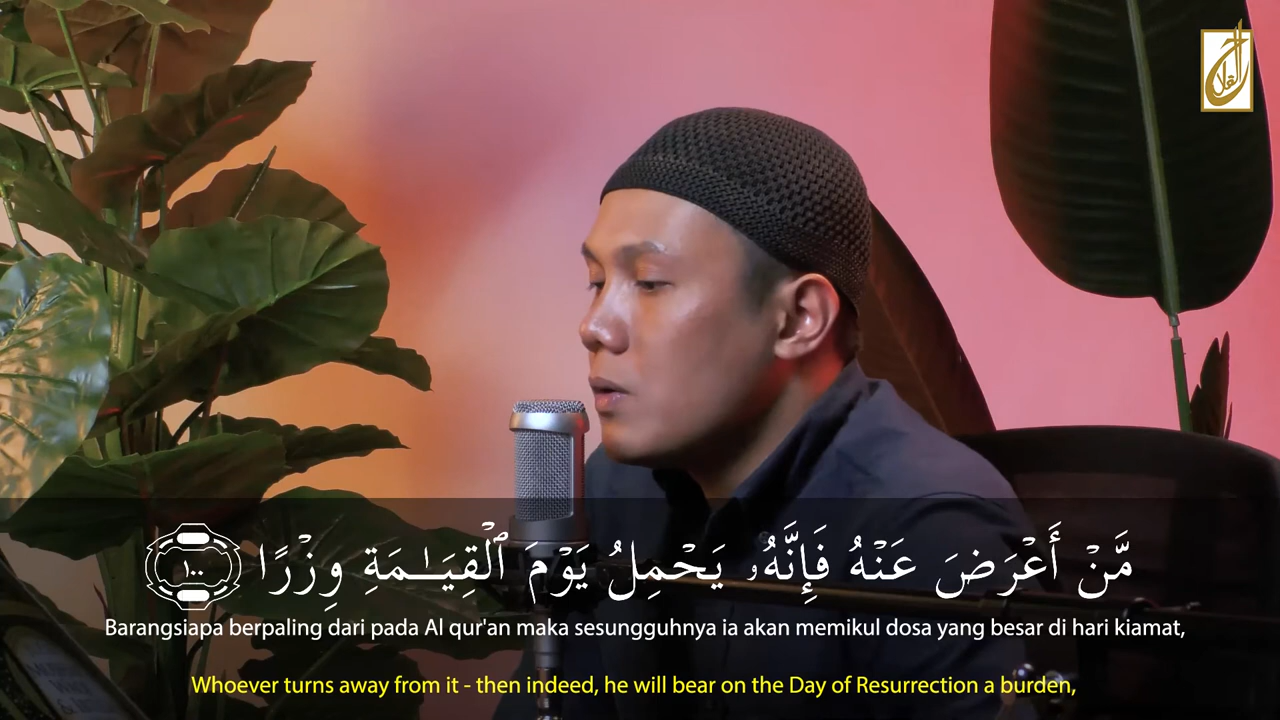 مَّنْ أَعْرَضَ عَنْهُ فَإِنَّهُۥ يَحْمِلُ يَوْمَ ٱلْقِيَـٰمَةِ وِزْرًا ١٠٠
Barangsiapa berpaling dari pada Al qur'an maka sesungguhnya ia akan memikul dosa yang besar di hari kiamat,
Whoever turns away from it - then indeed, he will bear on the Day of Resurrection a burden,